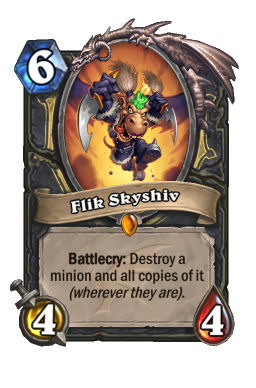 6
Flik Skyshiv
Battlecry: Destroy a
minion and all copies of it
(wherever they are).
4 4